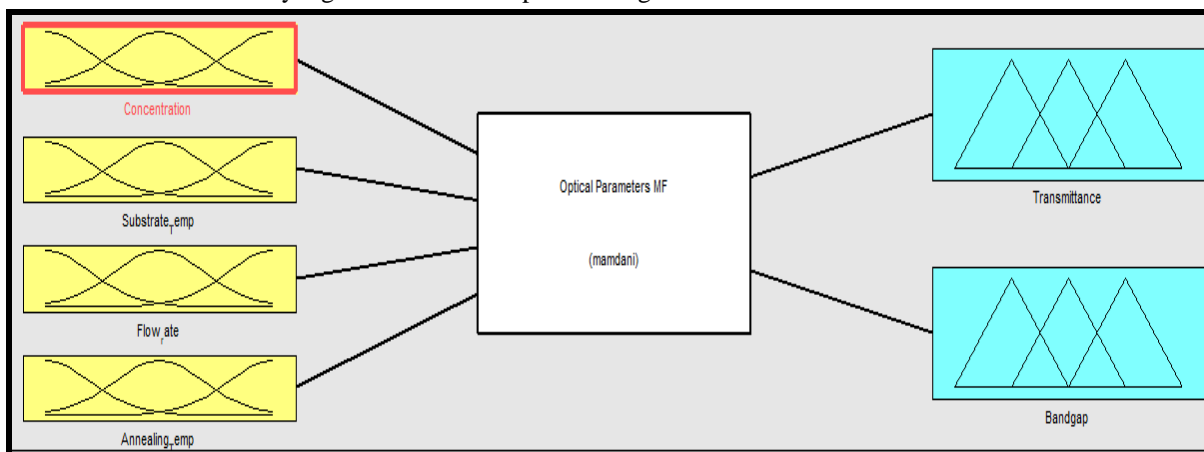 Concentration
Substrate_Temp
Flow_rate
Annealing_Temp
Optical Parameters MF
(mamdani)
Transmittance
Bandgap